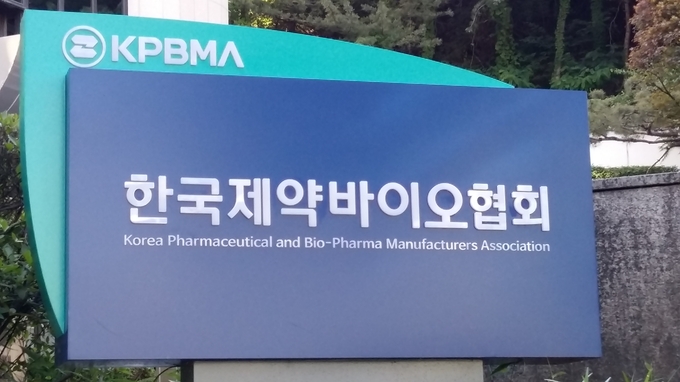 KPBMA
한국제약바이오협회
Korea Pharmaceutical and Bio-Pharma Manufacturers Association